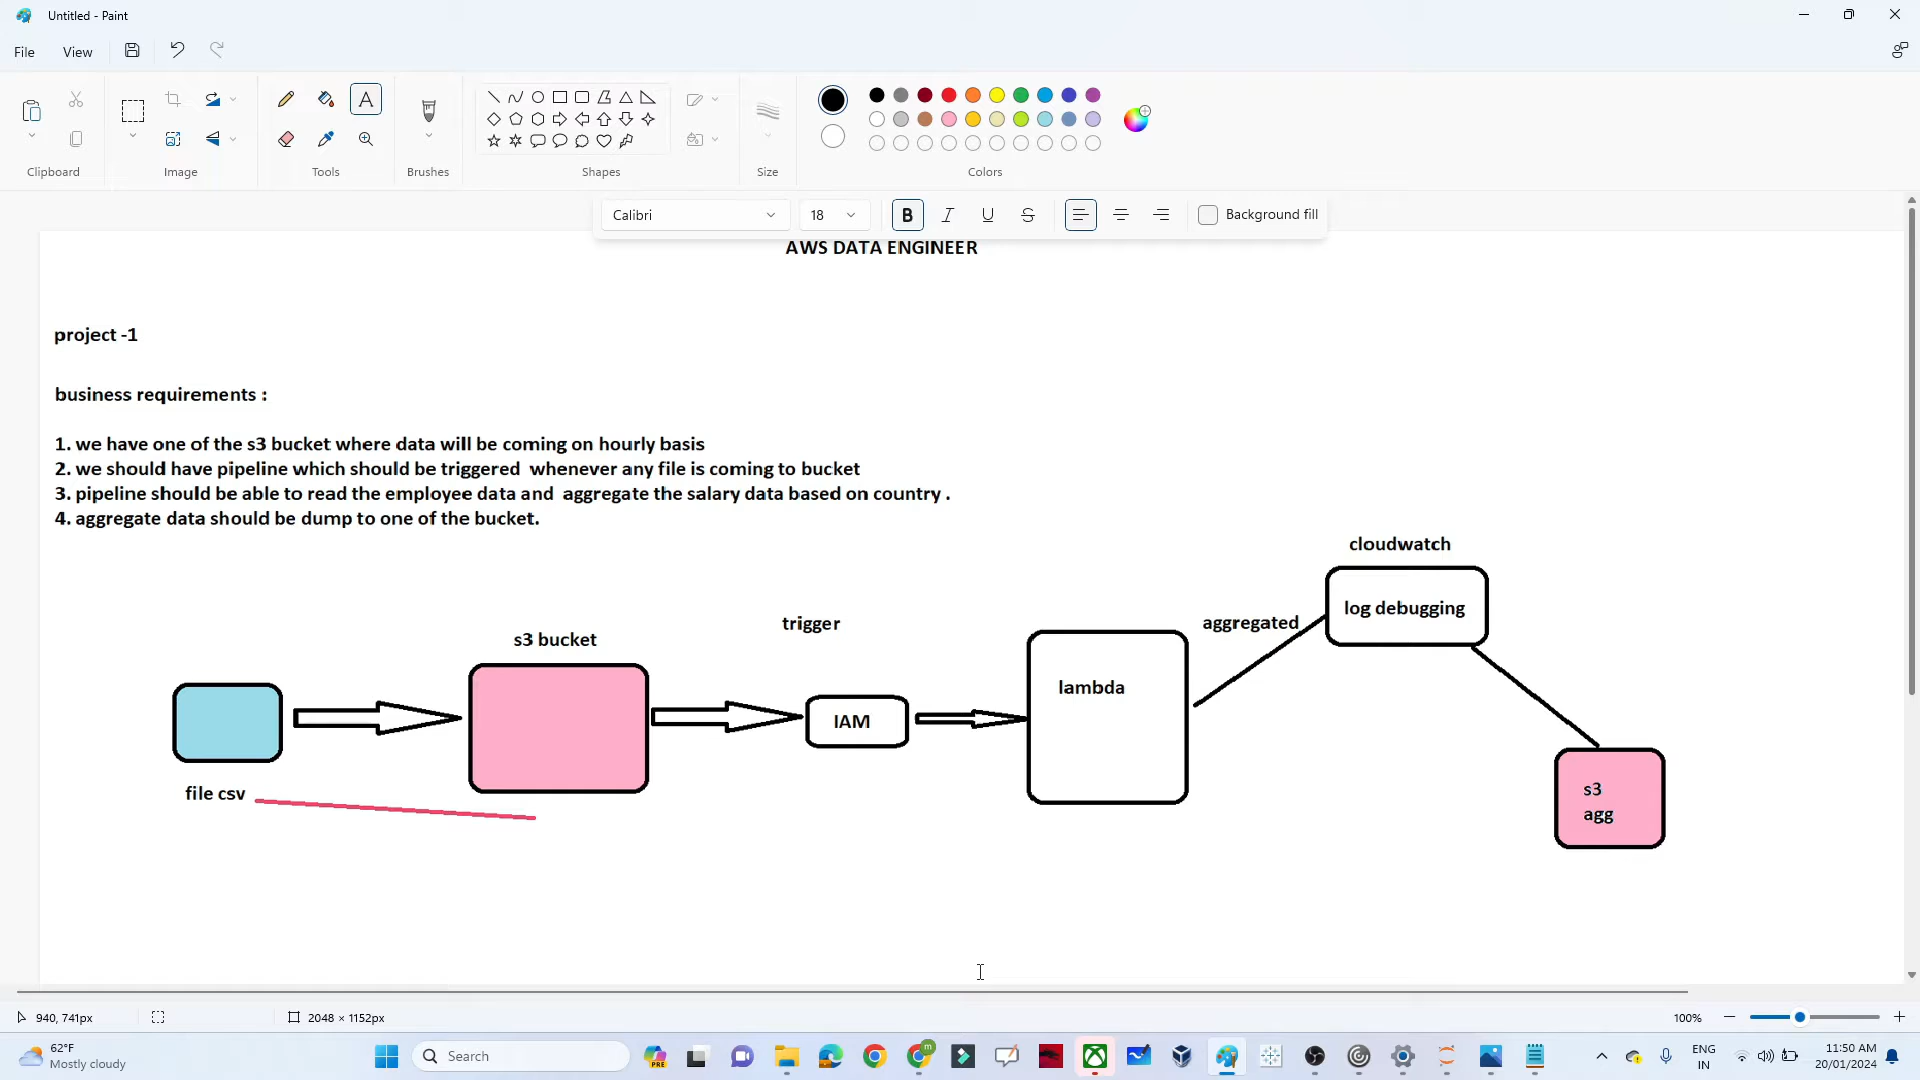 Untitled - Paint
File
View
Clipboard
Image
Tools
Brushes
Shapes
Size
Colors
Calibri
18
B
I
U
S
Background fill
AWS DATA ENGINEER
project -1
business requirements :
1. we have one of the s3 bucket where data will be coming on hourly basis
2. we should have pipeline which should be triggered  whenever any file is coming to bucket
3. pipeline should be able to read the employee data and  aggregate the salary data based on country .
4. aggregate data should be dump to one of the bucket.
cloudwatch
log debugging
aggregated
trigger
s3 bucket
lambda
IAM
file csv
s3
agg
940, 741px
2048 × 1152px
100%
62°F
Mostly cloudy
Search
PRE
m
ENG
IN
11:50 AM
20/01/2024